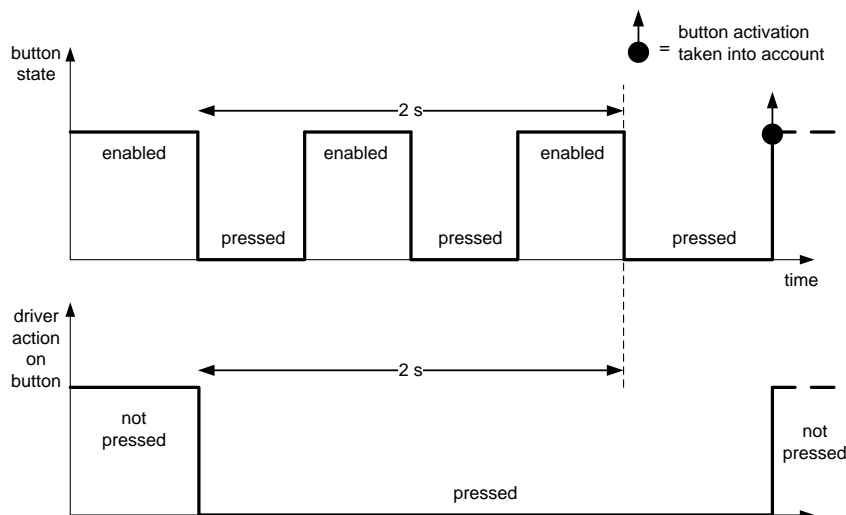 button activation
= taken into account
button
state
2 s
enabled
enabled
enabled
pressed
pressed
pressed
time
driver
action
on
button
2 s
not
pressed
pressed
not
pressed